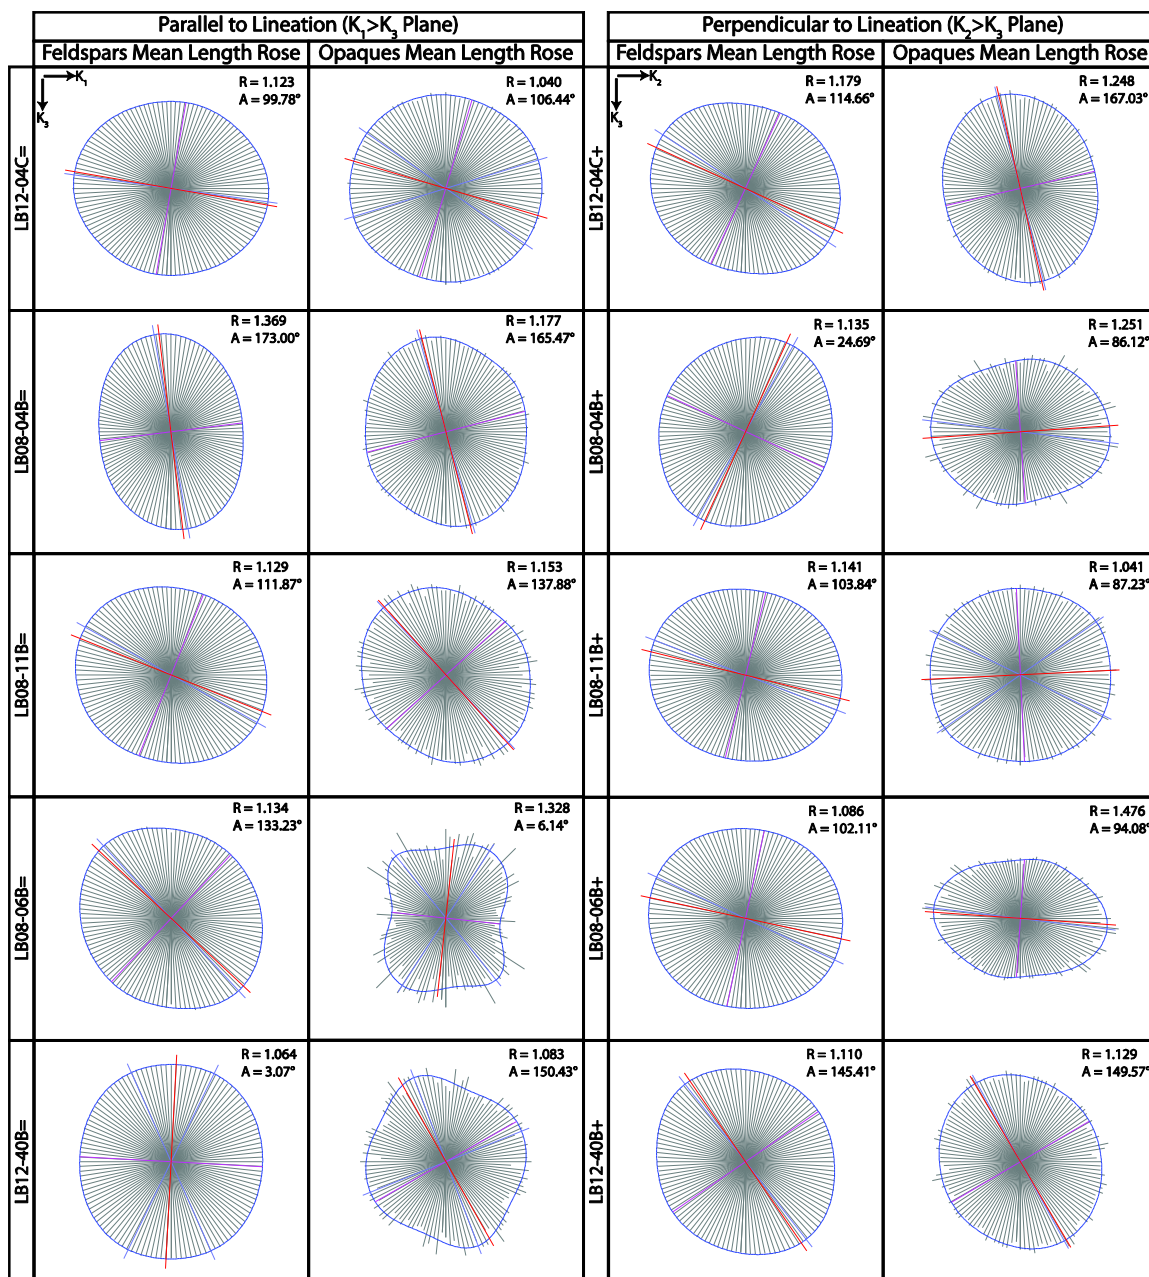 Parallel to Lineation (K1>K3 Plane)
Perpendicular to Lineation (K2>K3 Plane)
Feldspars Mean Length Rose
Opaques Mean Length Rose
Feldspars Mean Length Rose
Opaques Mean Length Rose
LB12-04C=
K1
K3
R = 1.123
A = 99.78°
R = 1.040
A = 106.44°
LB12-04C+
K2
K3
R = 1.179
A = 114.66°
R = 1.248
A = 167.03°
LB08-04B=
R = 1.369
A = 173.00°
R = 1.177
A = 165.47°
LB08-04B+
R = 1.135
A = 24.69°
R = 1.251
A = 86.12°
LB08-11B=
R = 1.129
A = 111.87°
R = 1.153
A = 137.88°
LB08-11B+
R = 1.141
A = 103.84°
R = 1.041
A = 87.23°
LB08-06B=
R = 1.134
A = 133.23°
R = 1.328
A = 6.14°
LB08-06B+
R = 1.086
A = 102.11°
R = 1.476
A = 94.08°
LB12-40B=
R = 1.064
A = 3.07°
R = 1.083
A = 150.43°
LB12-40B+
R = 1.110
A = 145.41°
R = 1.129
A = 149.57°